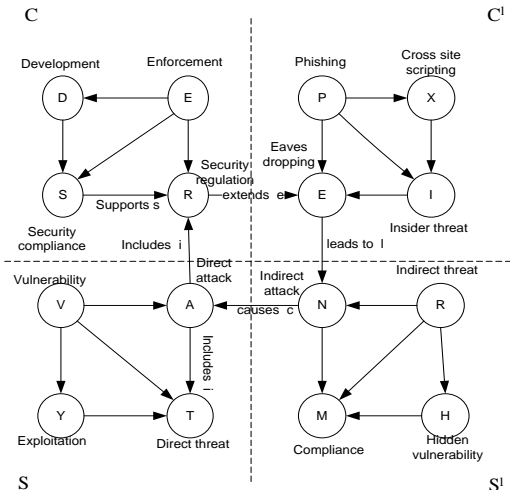 C
C¹
Development
Enforcement
D
E
Phishing
Cross site
scripting
P
X
Eaves
dropping
Security
regulation
S
Supports s
R
extends e
E
I
Security
compliance
Insider threat
Includes i
leads to l
Vulnerability
Direct
attack
Indirect
attack
Indirect threat
V
A
causes c
N
R
Includes i
Y
T
M
H
Exploitation
Direct threat
Compliance
Hidden
vulnerability
S
S¹